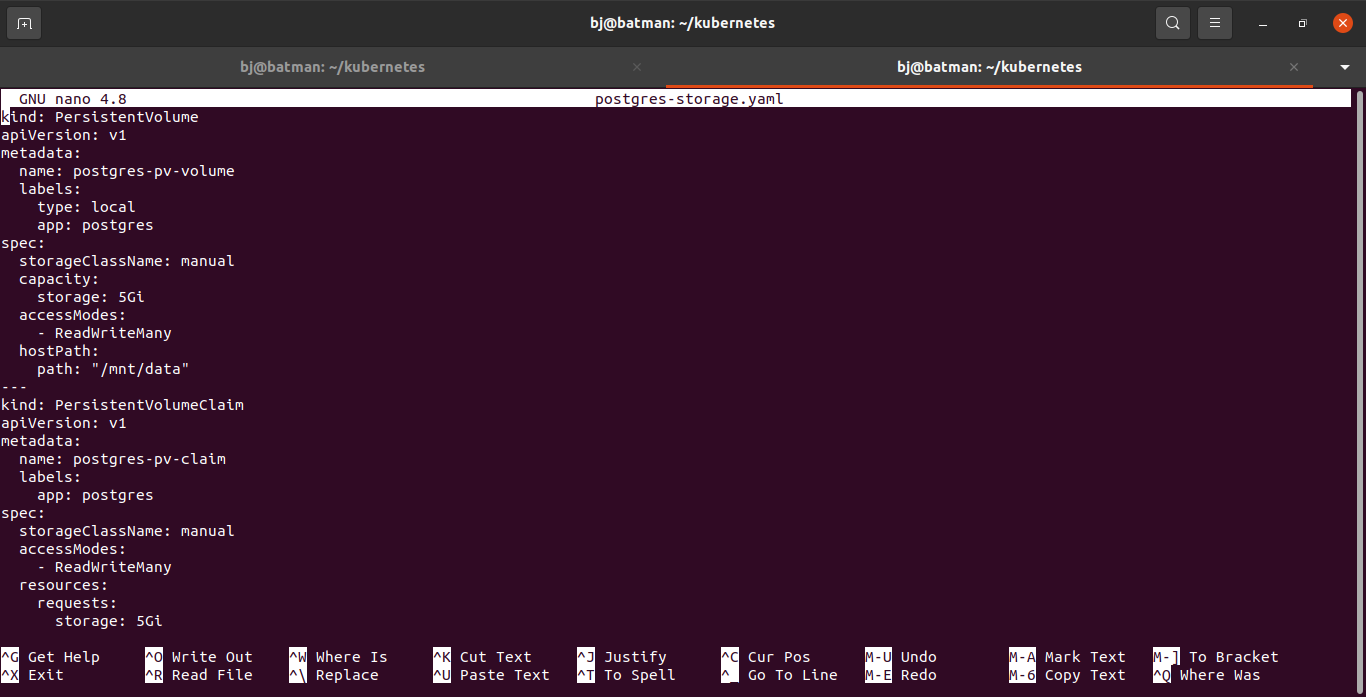 bj@batman: ~/kubernetes
bj@batman: ~/kubernetes
bj@batman: ~/kubernetes
GNU nano 4.8 postgres-storage.yaml
kind: PersistentVolume
apiVersion: v1
metadata:
  name: postgres-pv-volume
  labels:
    type: local
    app: postgres
spec:
  storageClassName: manual
  capacity:
    storage: 5Gi
  accessModes:
    - ReadWriteMany
  hostPath:
    path: "/mnt/data"
---
kind: PersistentVolumeClaim
apiVersion: v1
metadata:
  name: postgres-pv-claim
  labels:
    app: postgres
spec:
  storageClassName: manual
  accessModes:
    - ReadWriteMany
  resources:
    requests:
      storage: 5Gi
^G Get Help ^O Write Out ^W Where Is ^K Cut Text ^J Justify ^C Cur Pos M-U Undo M-A Mark Text M-] To Bracket
^X Exit ^R Read File ^\ Replace ^U Paste Text ^T To Spell ^_ Go To Line M-E Redo M-6 Copy Text ^Q Where Was